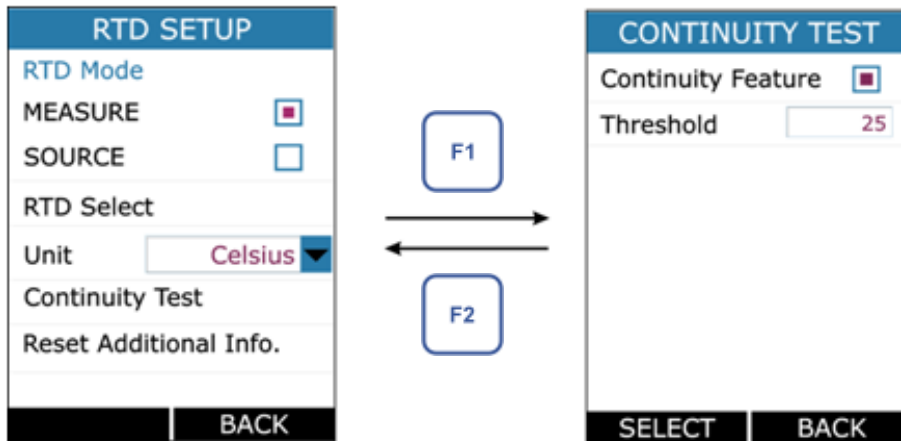 RTD SETUP
RTD Mode
MEASURE
SOURCE
RTD Select
Unit Celsius
Continuity Test
Reset Additional Info.
BACK
F1
F2
CONTINUITY TEST
Continuity Feature
Threshold 25
SELECT BACK